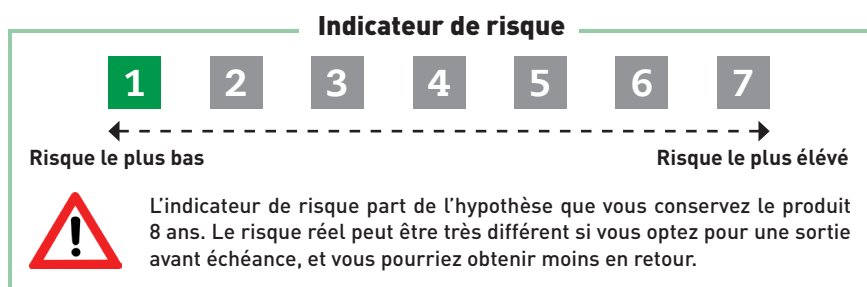 Indicateur de risque
1 2 3 4 5 6 7
Risque le plus bas Risque le plus élévé
L'indicateur de risque part de l'hypothèse que vous conservez le produit
8 ans. Le risque réel peut être très différent si vous optez pour une sortie
avant échéance, et vous pourriez obtenir moins en retour.